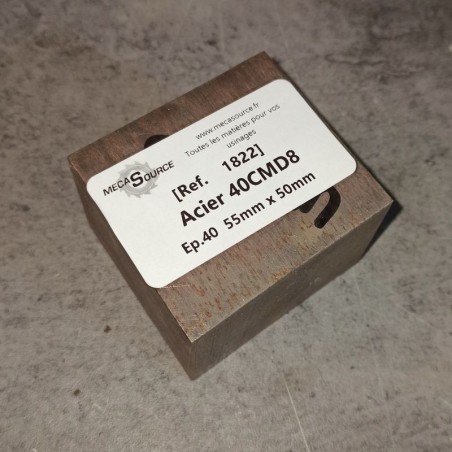 MECASOURCE
www.mecasource.fr
Toutes les matières pour vos
usinages
[Ref. 1822]
Acier 40CMD8
Ep.40 55mm x 50mm